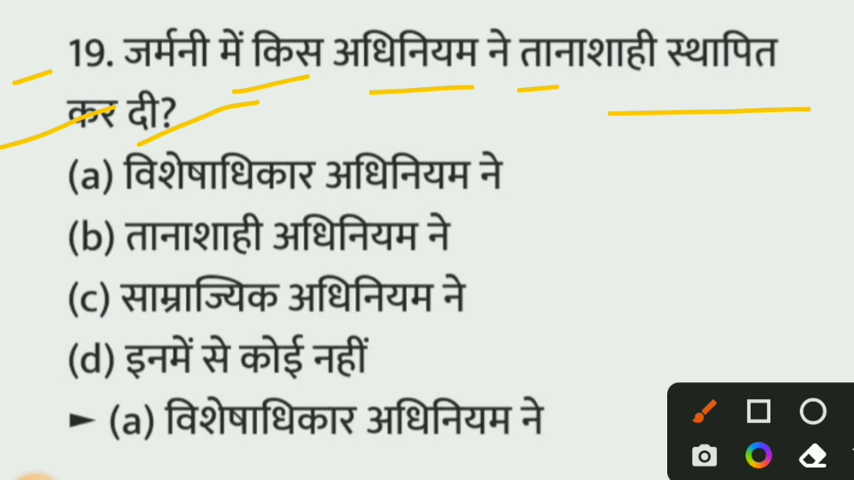 19. जर्मनी में किस अधिनियम ने तानाशाही स्थापित
कर दी?
(a) विशेषाधिकार अधिनियम ने
(b) तानाशाही अधिनियम ने
(c) साम्राज्यिक अधिनियम ने
(d) इनमें से कोई नहीं
► (a) विशेषाधिकार अधिनियम ने